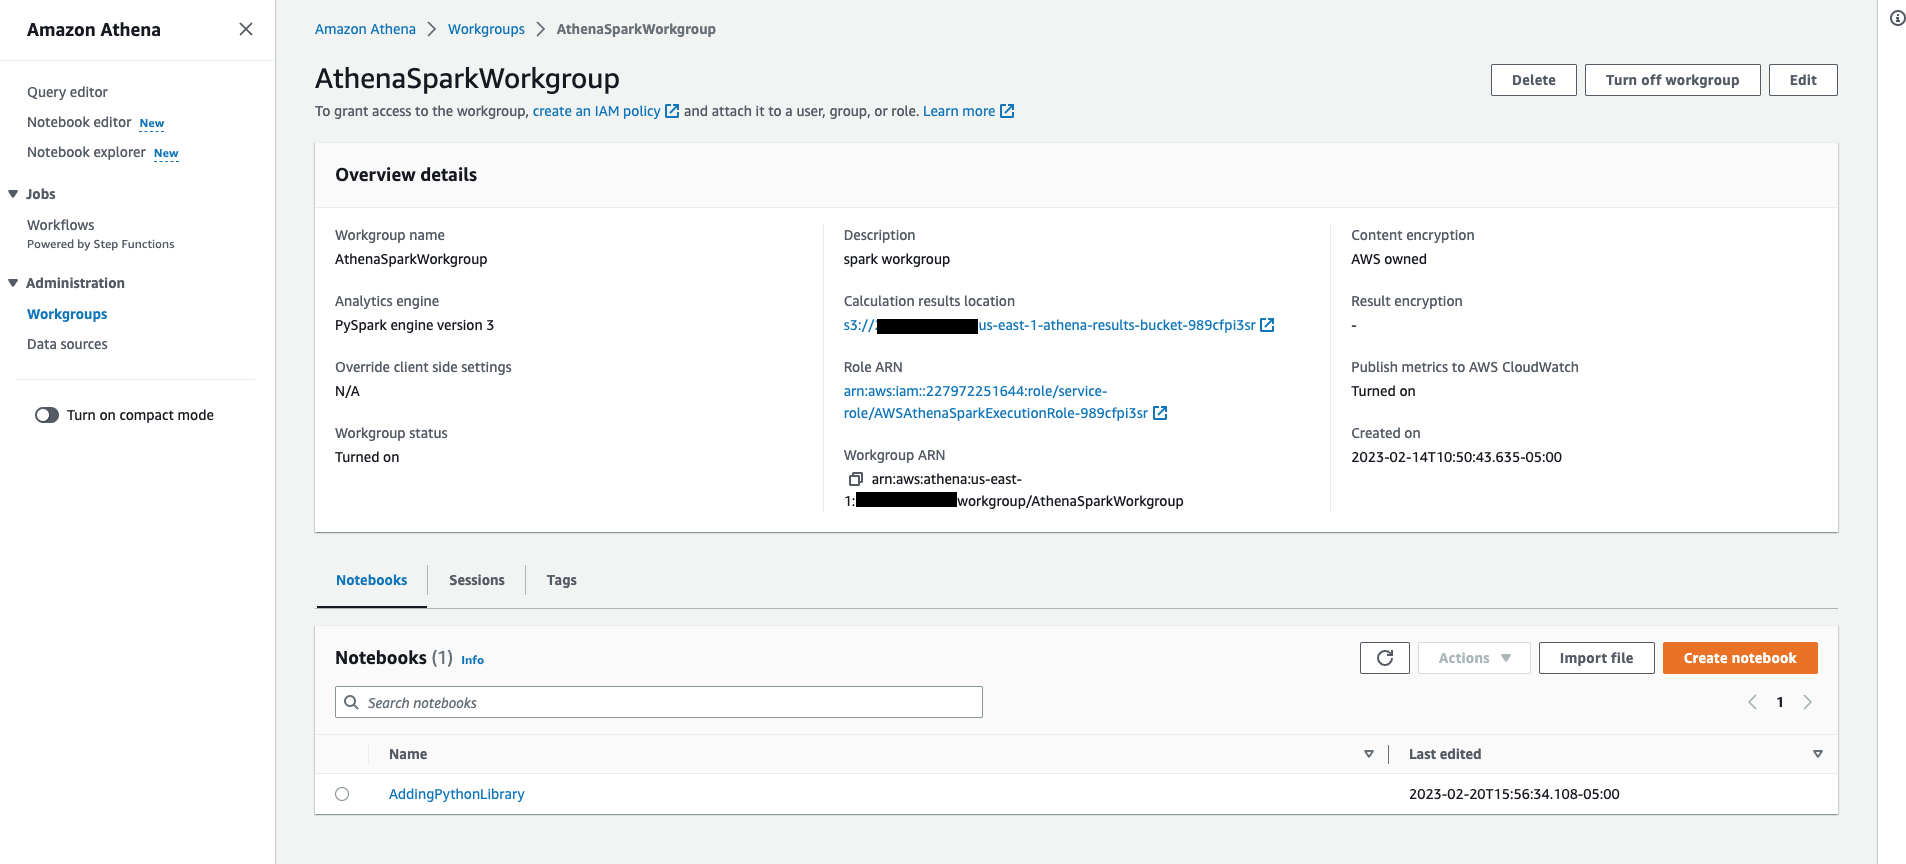 Amazon Athena
Query editor
Notebook editor New
Notebook explorer New
Jobs
Workflows
Powered by Step Functions
Administration
Workgroups
Data sources
Turn on compact mode
Amazon Athena > Workgroups > AthenaSparkWorkgroup
AthenaSparkWorkgroup
Delete
Turn off workgroup
Edit
To grant access to the workgroup, create an IAM policy and attach it to a user, group, or role. Learn more
Overview details
Workgroup name
AthenaSparkWorkgroup
Analytics engine
PySpark engine version 3
Override client side settings
N/A
Workgroup status
Turned on
Description
spark workgroup
Calculation results location
s3:// us-east-1-athena-results-bucket-989cfpi3sr
Role ARN
arn:aws:iam::227972251644:role/service-
role/AWSAthenaSparkExecutionRole-989cfpi3sr
Workgroup ARN
arn:aws:athena:us-east-
1: workgroup/AthenaSparkWorkgroup
Content encryption
AWS owned
Result encryption
-
Publish metrics to AWS CloudWatch
Turned on
Created on
2023-02-14T10:50:43.635-05:00
Notebooks
Sessions
Tags
Notebooks (1) Info
Actions
Import file
Create notebook
Search notebooks
1
Name
Last edited
AddingPythonLibrary
2023-02-20T15:56:34.108-05:00